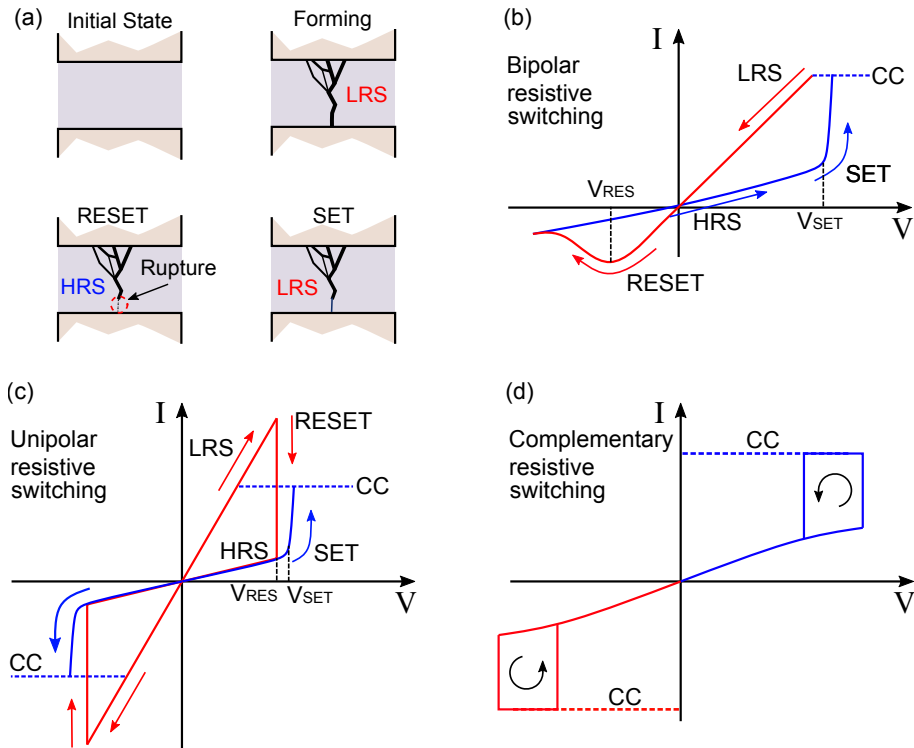 (a)
Initial State
Forming
LRS
RESET
SET
HRS
Rupture
LRS
(b)
I
Bipolar
resistive
switching
LRS
CC
VRES
SET
HRS
VSET
V
RESET
(c)
I
Unipolar
resistive
switching
LRS
RESET
CC
HRS
SET
VRES
VSET
V
CC
(d)
I
Complementary
resistive
switching
CC
V
CC